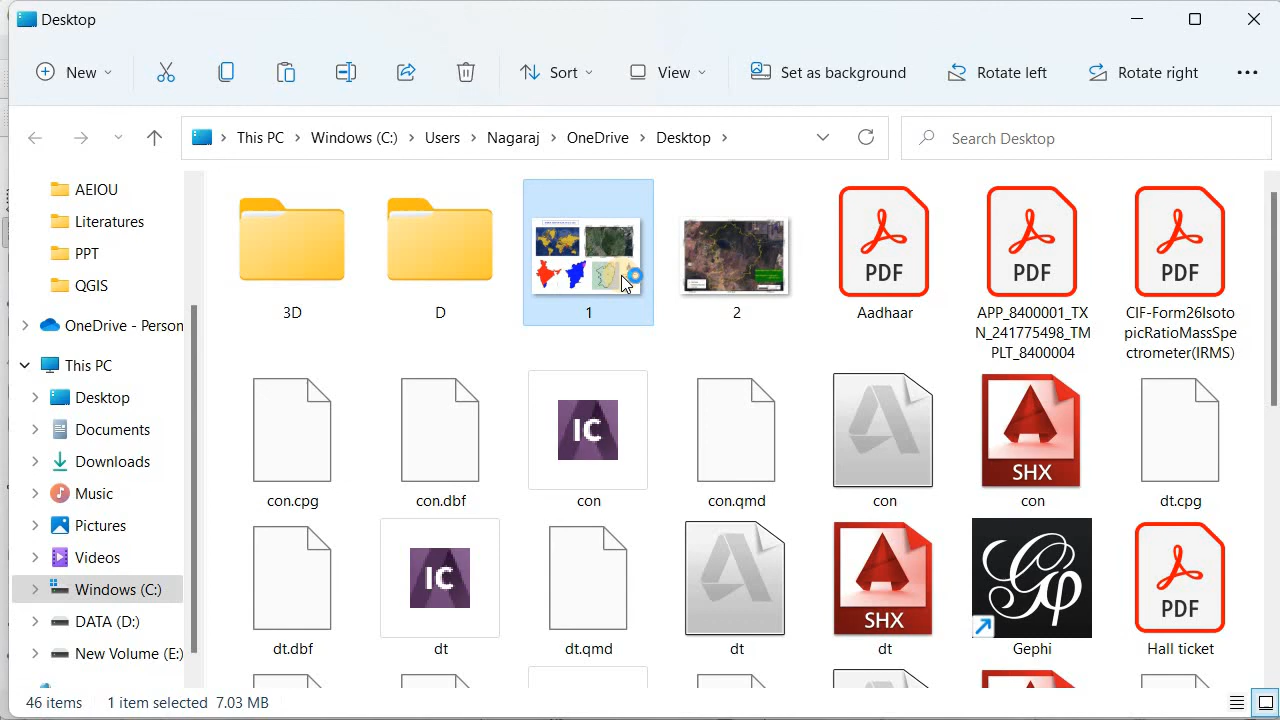 Desktop
New
Sort
View
Set as background
Rotate left
Rotate right
This PC
Windows (C:)
Users
Nagaraj
OneDrive
Desktop
Search Desktop
AEIOU
Literatures
PPT
QGIS
OneDrive - Person
This PC
Desktop
Documents
Downloads
Music
Pictures
Videos
Windows (C:)
DATA (D:)
New Volume (E:)
3D
D
1
2
PDF
Aadhaar
PDF
APP_8400001_TX
N_241775498_TM
PLT_8400004
PDF
CIF-Form26Isoto
picRatioMassSpe
ctrometer(IRMS)
con.cpg
con.dbf
IC
con
con.qmd
con
SHX
con
dt.cpg
dt.dbf
IC
dt
dt.qmd
dt
SHX
dt
Gφ
Gephi
PDF
Hall ticket
46 items
1 item selected 7.03 MB